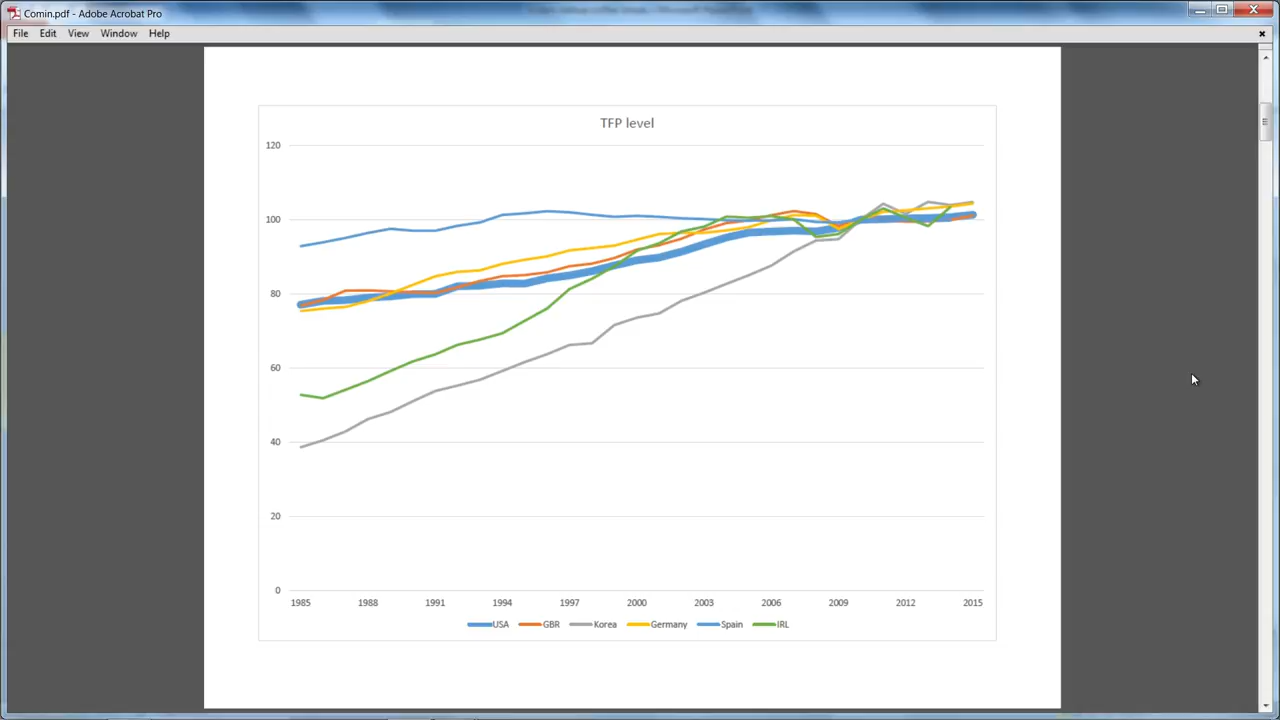 Comin.pdf - Adobe Acrobat Pro
File Edit View Window Help
TFP level
120
100
80
60
40
20
0
1985 1988 1991 1994 1997 2000 2003 2006 2009 2012 2015
USA GBR Korea Germany Spain IRL